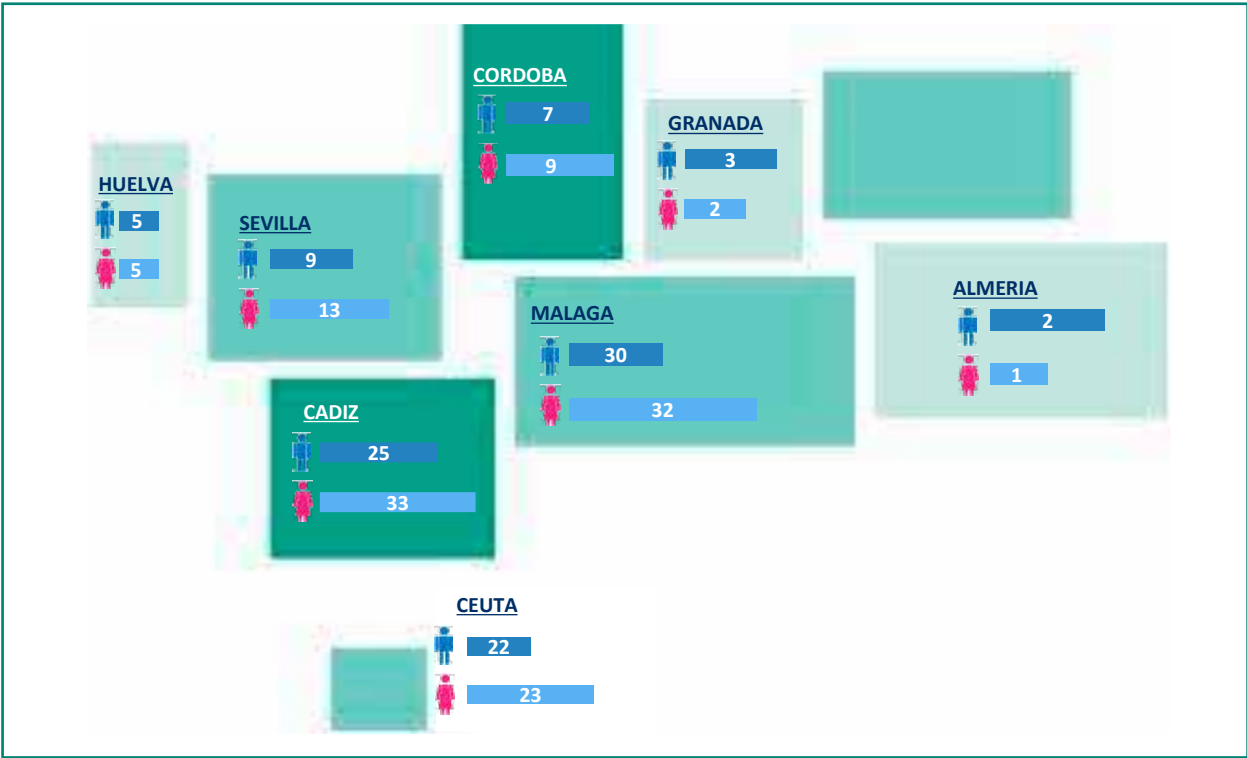 CORDOBA
7
9
GRANADA
3
2
HUELVA
5
5
SEVILLA
9
13
MALAGA
30
32
ALMERIA
2
1
CADIZ
25
33
CEUTA
22
23